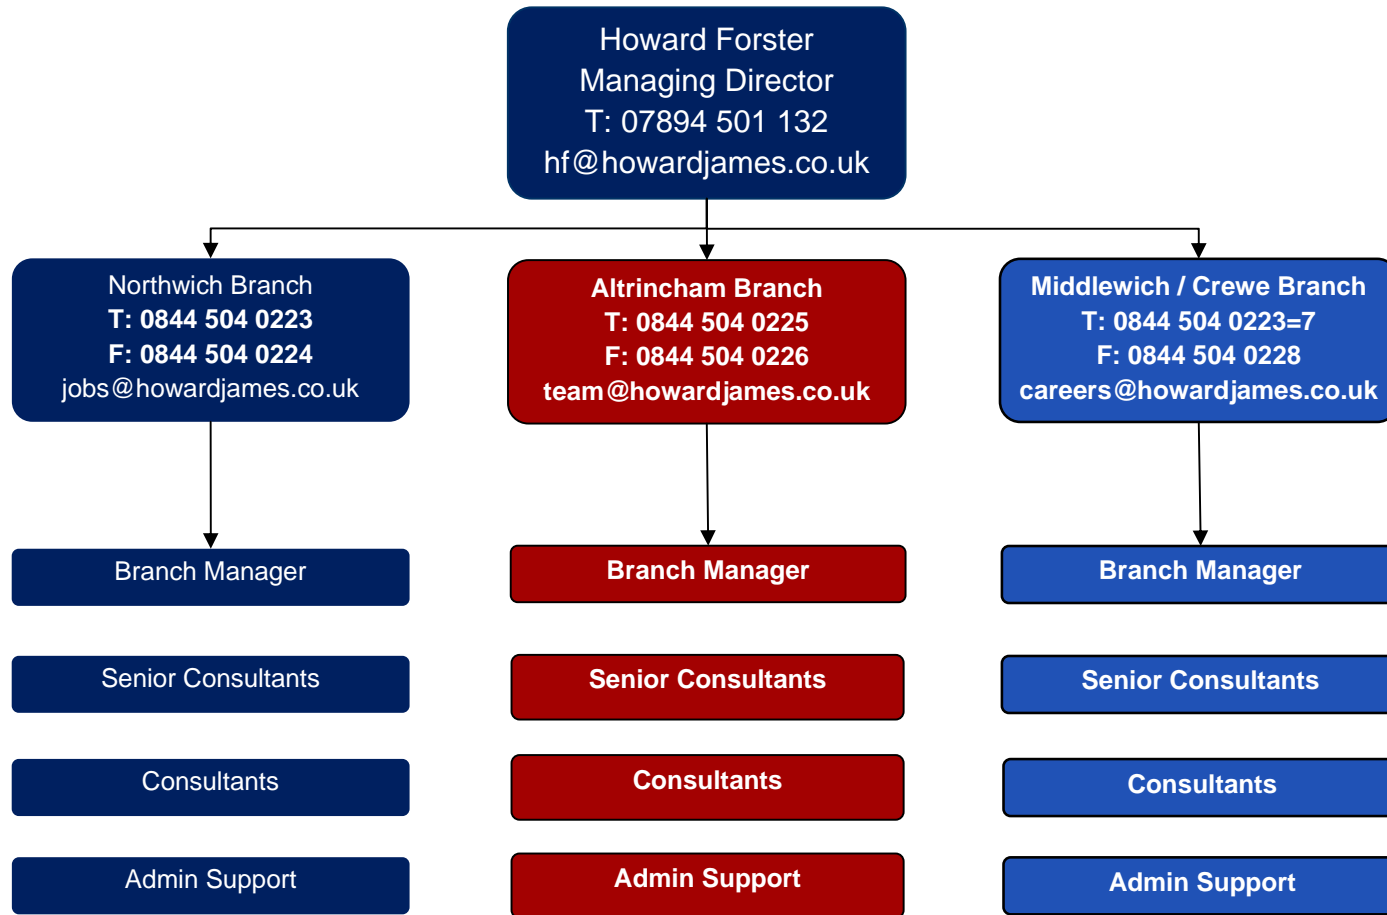 Howard Forster
Managing Director
T: 07894 501 132
hf@howardjames.co.uk
Northwich Branch
T: 0844 504 0223
F: 0844 504 0224
jobs@howardjames.co.uk
Altrincham Branch
T: 0844 504 0225
F: 0844 504 0226
team@howardjames.co.uk
Middlewich / Crewe Branch
T: 0844 504 0223=7
F: 0844 504 0228
careers@howardjames.co.uk
Branch Manager
Branch Manager
Branch Manager
Senior Consultants
Senior Consultants
Senior Consultants
Consultants
Consultants
Consultants
Admin Support
Admin Support
Admin Support